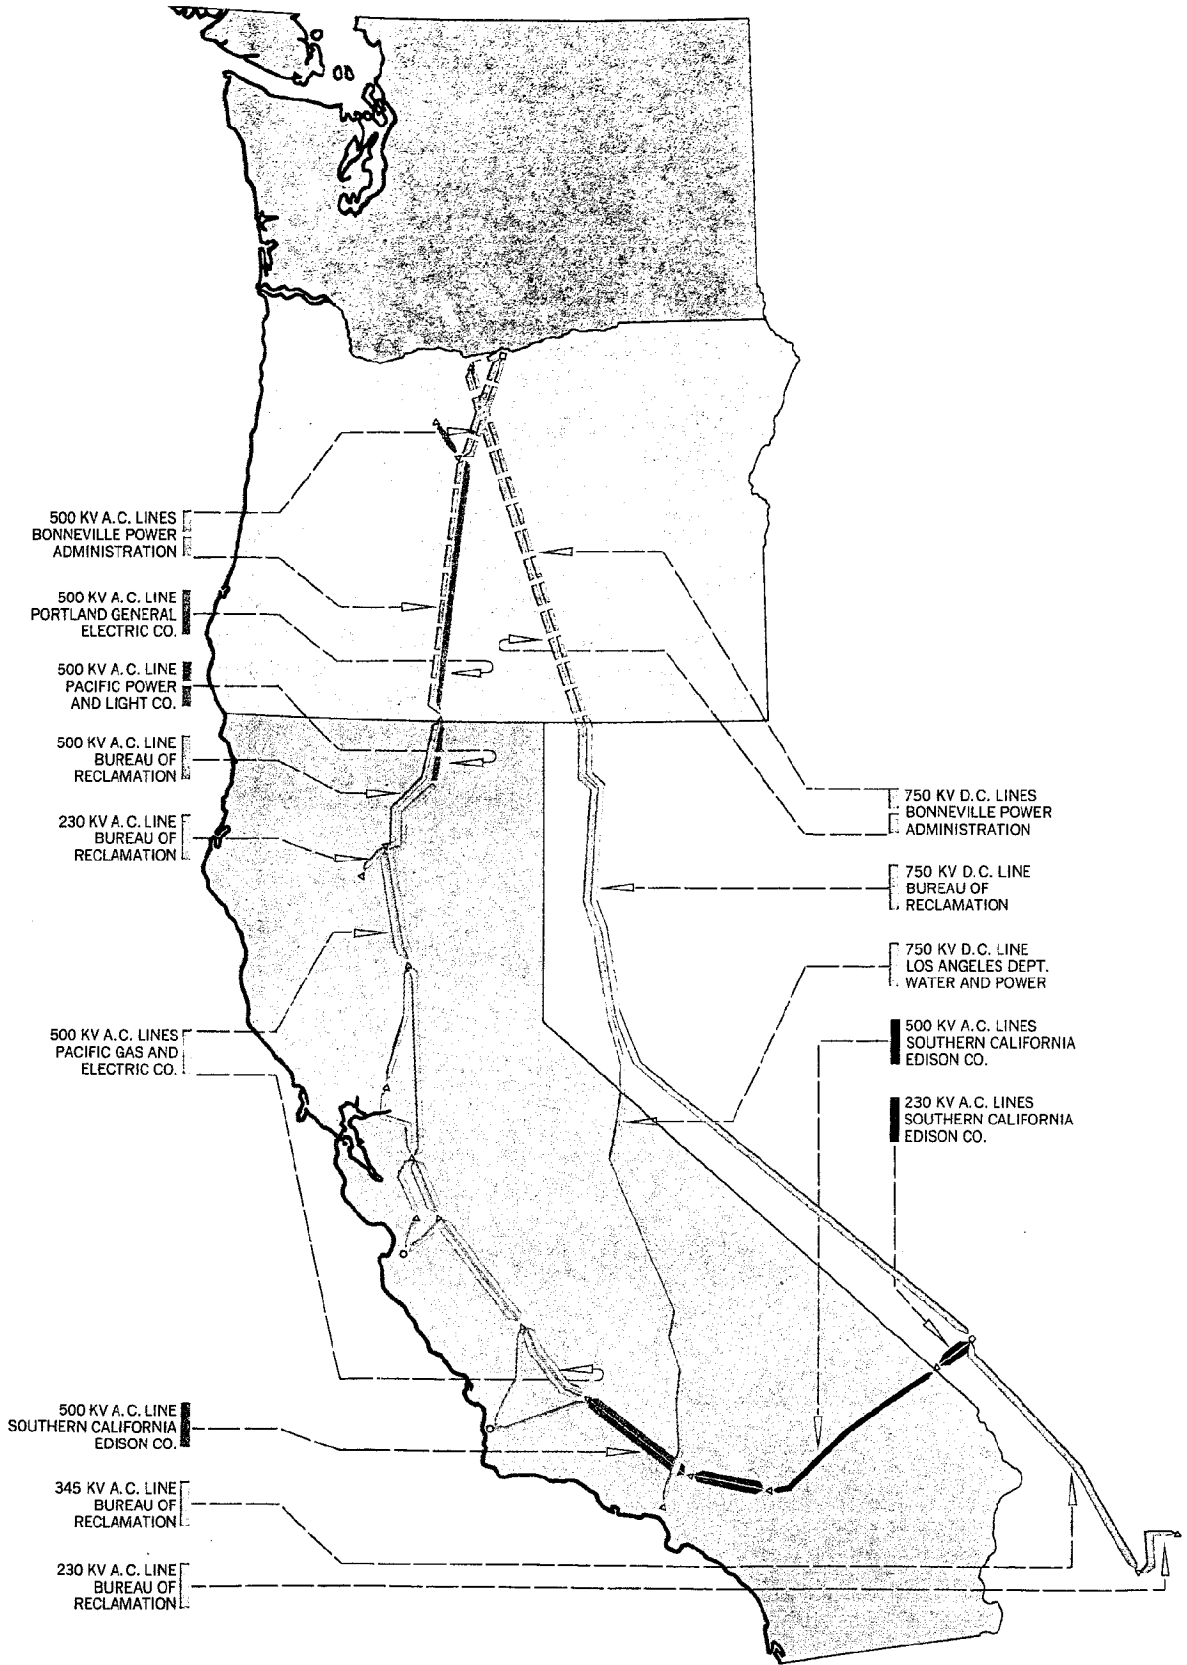 500 KV A.C. LINES
BONNEVILLE POWER
ADMINISTRATION
500 KV A.C. LINE
PORTLAND GENERAL
ELECTRIC CO.
500 KV A.C. LINE
PACIFIC POWER
AND LIGHT CO.
500 KV A.C. LINE
BUREAU OF
RECLAMATION
230 KV A.C. LINE
BUREAU OF
RECLAMATION
500 KV A.C. LINES
PACIFIC GAS AND
ELECTRIC CO.
500 KV A.C. LINE
SOUTHERN CALIFORNIA
EDISON CO.
345 KV A.C. LINE
BUREAU OF
RECLAMATION
230 KV A.C. LINE
BUREAU OF
RECLAMATION
750 KV D.C. LINES
BONNEVILLE POWER
ADMINISTRATION
750 KV D.C. LINE
BUREAU OF
RECLAMATION
750 KV D.C. LINE
LOS ANGELES DEPT.
WATER AND POWER
500 KV A.C. LINES
SOUTHERN CALIFORNIA
EDISON CO.
230 KV A.C. LINES
SOUTHERN CALIFORNIA
EDISON CO.